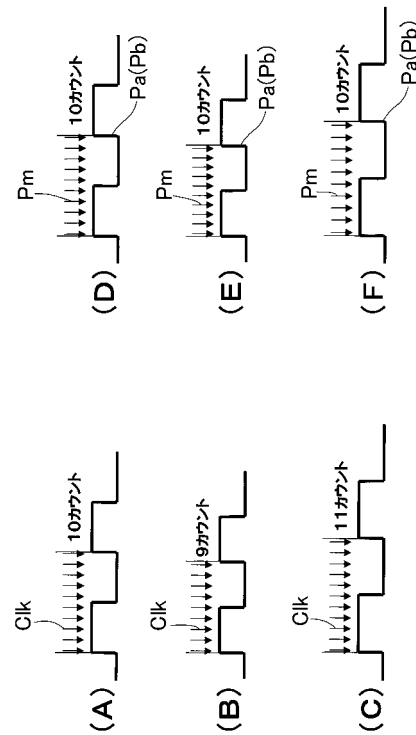 (A)
Clk
10カウント
(B)
Clk
9カウント
(C)
Clk
11カウント
(D)
Pm
10カウント
Pa(Pb)
(E)
Pm
10カウント
Pa(Pb)
(F)
Pm
10カウント
Pa(Pb)